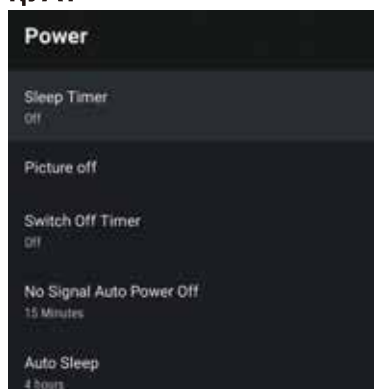 Power
Sleep Timer
Off
Picture off
Switch Off Timer
Off
No Signal Auto Power Off
15 Minutes
Auto Sleep
4 hours